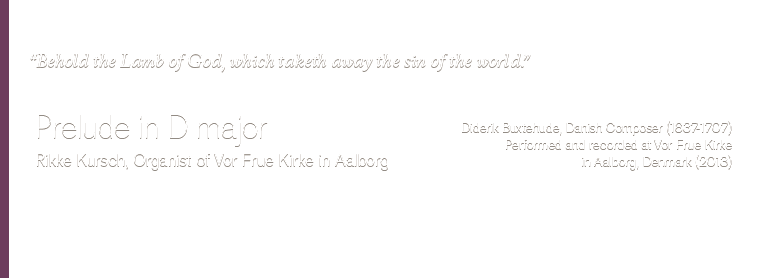 "Behold the Lamb of God, which taketh away the sin of the world."
Prelude in D major
Rikke Kursch, Organist of Vor Frue Kirke in Aalborg
Diderik Buxtehude, Danish Composer (1637-1707)
Performed and recorded at Vor Frue Kirke
in Aalborg, Denmark (2013)